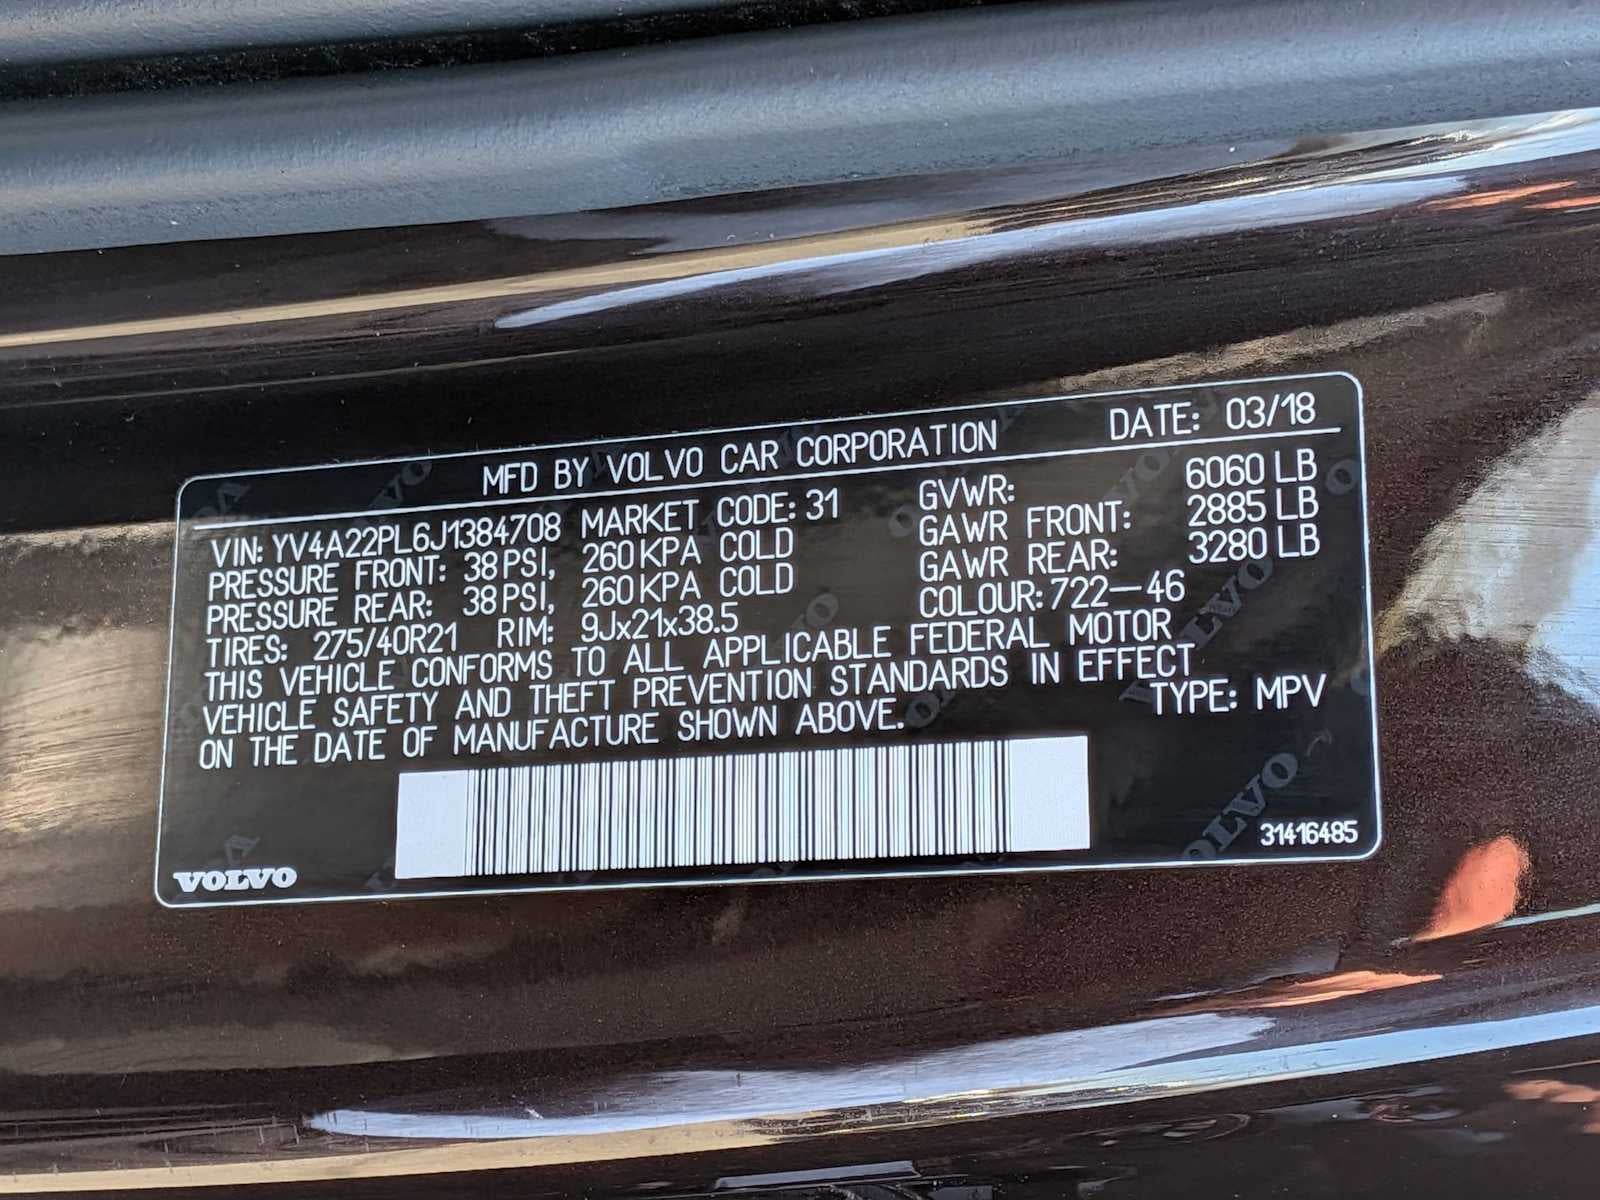 MFD BY VOLVO CAR CORPORATION DATE: 03/18
VIN: YV4A22PL6J1384708 MARKET CODE: 31 GVWR: 6060 LB
PRESSURE FRONT: 38 PSI, 260 KPA COLD GAWR FRONT: 2885 LB
PRESSURE REAR: 38 PSI, 260 KPA COLD GAWR REAR: 3280 LB
TIRES: 275/40R21 RIM: 9Jx21x38.5 COLOUR: 722-46
THIS VEHICLE CONFORMS TO ALL APPLICABLE FEDERAL MOTOR
VEHICLE SAFETY AND THEFT PREVENTION STANDARDS IN EFFECT
ON THE DATE OF MANUFACTURE SHOWN ABOVE. TYPE: MPV
VOLVO 31416485